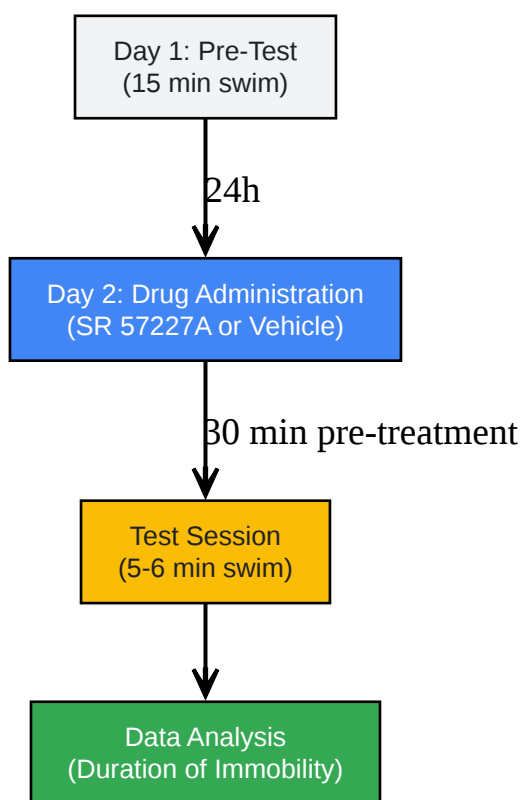 Day 1: Pre-Test
(15 min swim)
24h
Day 2: Drug Administration
(SR 57227A or Vehicle)
30 min pre-treatment
Test Session
(5-6 min swim)
Data Analysis
(Duration of Immobility)